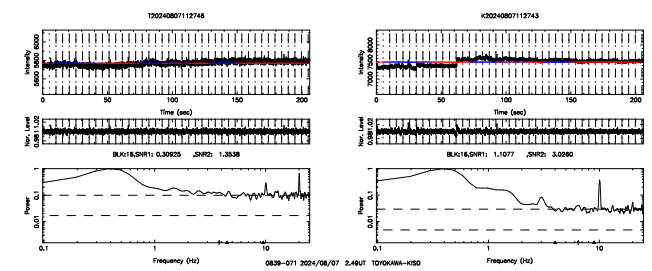 T20240807112746
K20240807112743
Intensity
5600 5800 6000
0 50 100 150 200
Time (sec)
Intensity
7000 7500 8000
0 50 100 150 200
Time (sec)
Nor. Level
0.98 1 1.02
Nor. Level
0.98 1 1.02
BLK:16,SNR1: 0.30925 ,SNR2: 1.3538
BLK:16,SNR1: 1.1077 ,SNR2: 3.0260
Power
0.01 0.1 1
0.1 1 10
Frequency (Hz)
Power
0.01 0.1 1
0.1 1 10
Frequency (Hz)
0839-071 2024/08/07 2.49UT TOYOKAWA-KISO